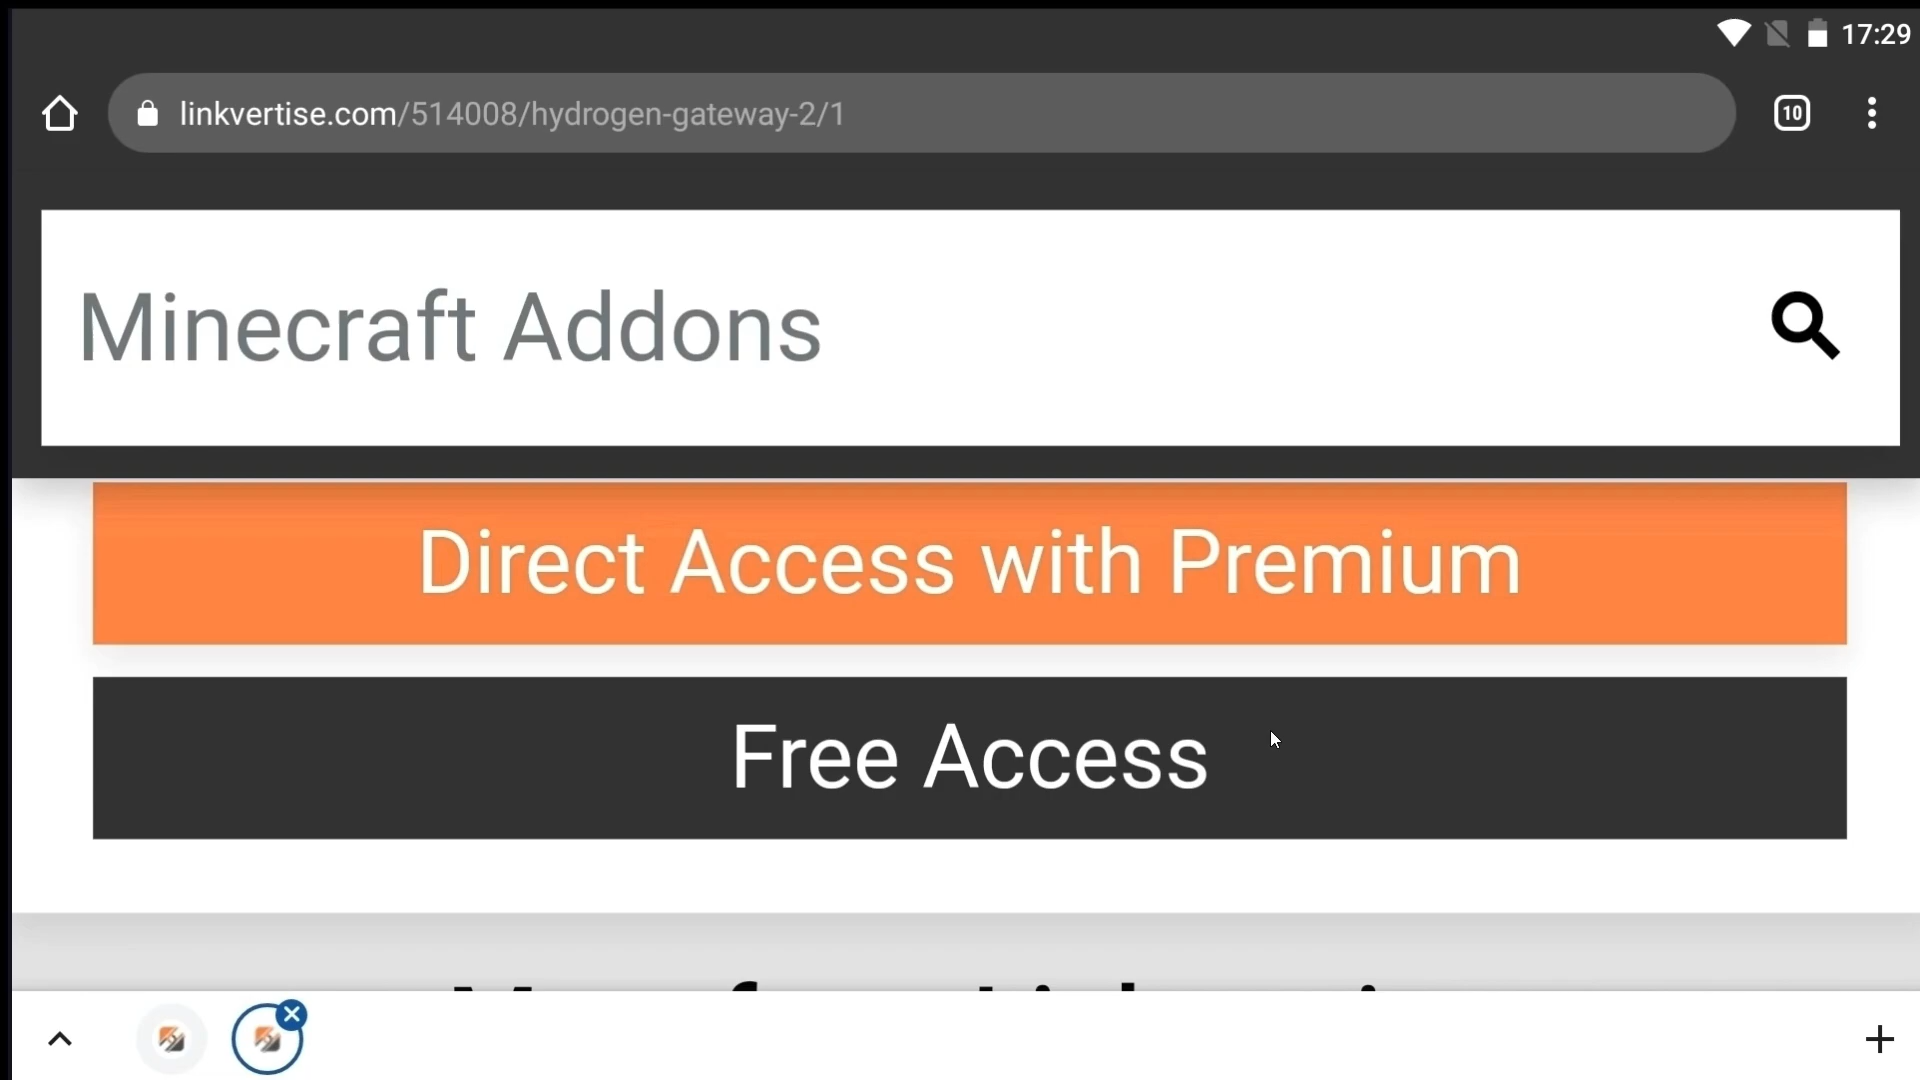 17:29
linkvertise.com/514008/hydrogen-gateway-2/1
10
Minecraft Addons
Direct Access with Premium
Free Access